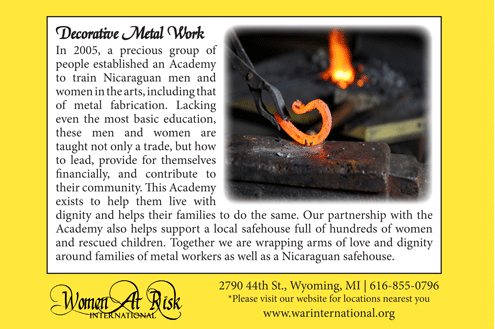 Decorative Metal Work
In 2005, a precious group of
people established an Academy
to train Nicaraguan men and
women in the arts, including that
of metal fabrication. Lacking
even the most basic education,
these men and women are
taught not only a trade, but how
to lead, provide for themselves
financially, and contribute to
their community. This Academy
exists to help them live with
dignity and helps their families to do the same. Our partnership with the
Academy also helps support a local safehouse full of hundreds of women
and rescued children. Together we are wrapping arms of love and dignity
around families of metal workers as well as a Nicaraguan safehouse.
Women At Risk
INTERNATIONAL
2790 44th St., Wyoming, MI | 616-855-0796
*Please visit our website for locations nearest you
www.warinternational.org